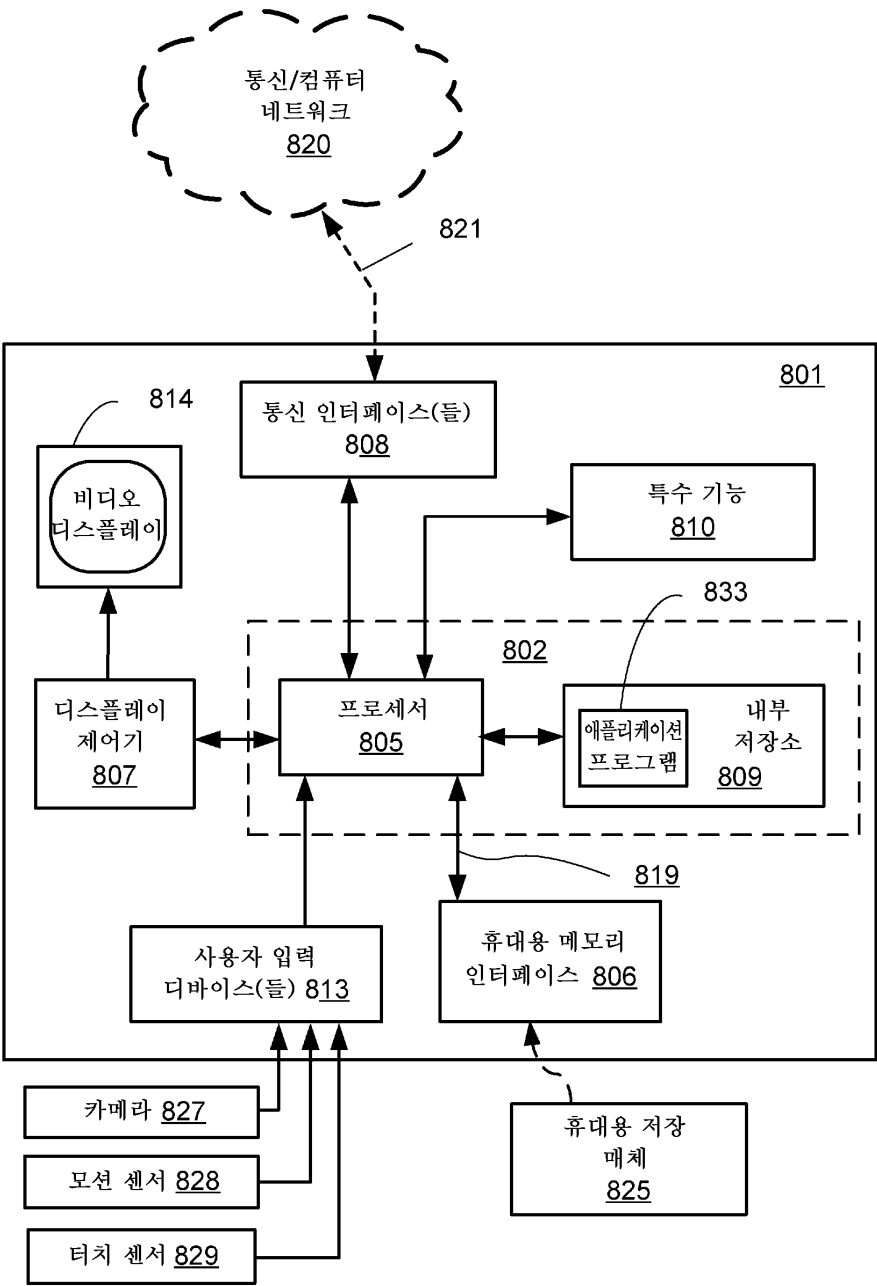 통신/컴퓨터
네트워크
820
821
801
814
통신 인터페이스(들)
808
비디오
디스플레이
특수 기능
810
833
802
디스플레이
제어기
807
프로세서
805
애플리케이션
프로그램
내부
저장소
809
819
사용자 입력
디바이스(들) 813
휴대용 메모리
인터페이스 806
카메라 827
모션 센서 828
터치 센서 829
휴대용 저장
매체
825